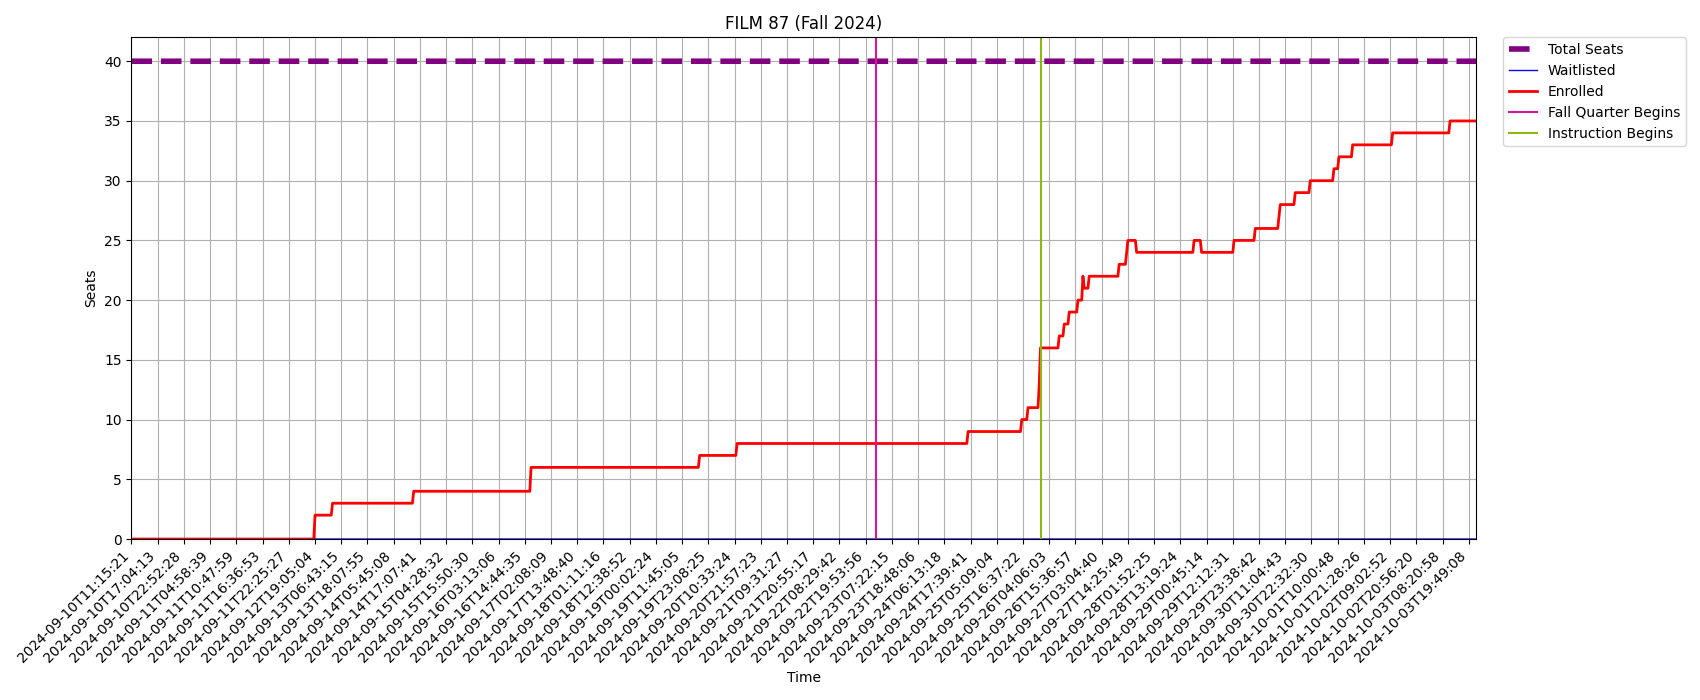 FILM 87 (Fall 2024)
Total Seats
Waitlisted
Enrolled
Fall Quarter Begins
Instruction Begins
Seats
40
35
30
25
20
15
10
5
0
2024-09-10T11:15:21
2024-09-10T17:04:13
2024-09-10T22:52:28
2024-09-11T04:58:39
2024-09-11T10:47:59
2024-09-11T16:36:53
2024-09-11T22:25:27
2024-09-12T19:05:04
2024-09-13T06:43:15
2024-09-13T18:07:55
2024-09-14T05:45:08
2024-09-14T17:07:41
2024-09-15T04:28:32
2024-09-15T15:50:30
2024-09-16T03:13:06
2024-09-16T14:44:35
2024-09-17T02:08:09
2024-09-17T13:48:40
2024-09-18T01:11:16
2024-09-18T12:38:52
2024-09-19T00:02:24
2024-09-19T11:45:05
2024-09-19T23:08:25
2024-09-20T10:33:24
2024-09-20T21:57:23
2024-09-21T09:31:27
2024-09-21T20:55:17
2024-09-22T08:29:42
2024-09-22T19:53:56
2024-09-23T07:22:15
2024-09-23T18:48:06
2024-09-24T06:13:18
2024-09-24T17:39:41
2024-09-25T05:09:04
2024-09-25T16:37:22
2024-09-26T04:06:03
2024-09-26T15:36:57
2024-09-27T03:04:40
2024-09-27T14:25:49
2024-09-28T01:52:25
2024-09-28T13:19:24
2024-09-29T00:45:14
2024-09-29T12:12:31
2024-09-29T23:38:42
2024-09-30T11:04:43
2024-09-30T22:32:30
2024-10-01T10:00:48
2024-10-01T21:28:26
2024-10-02T09:02:52
2024-10-02T20:56:20
2024-10-03T08:20:58
2024-10-03T19:49:08
Time